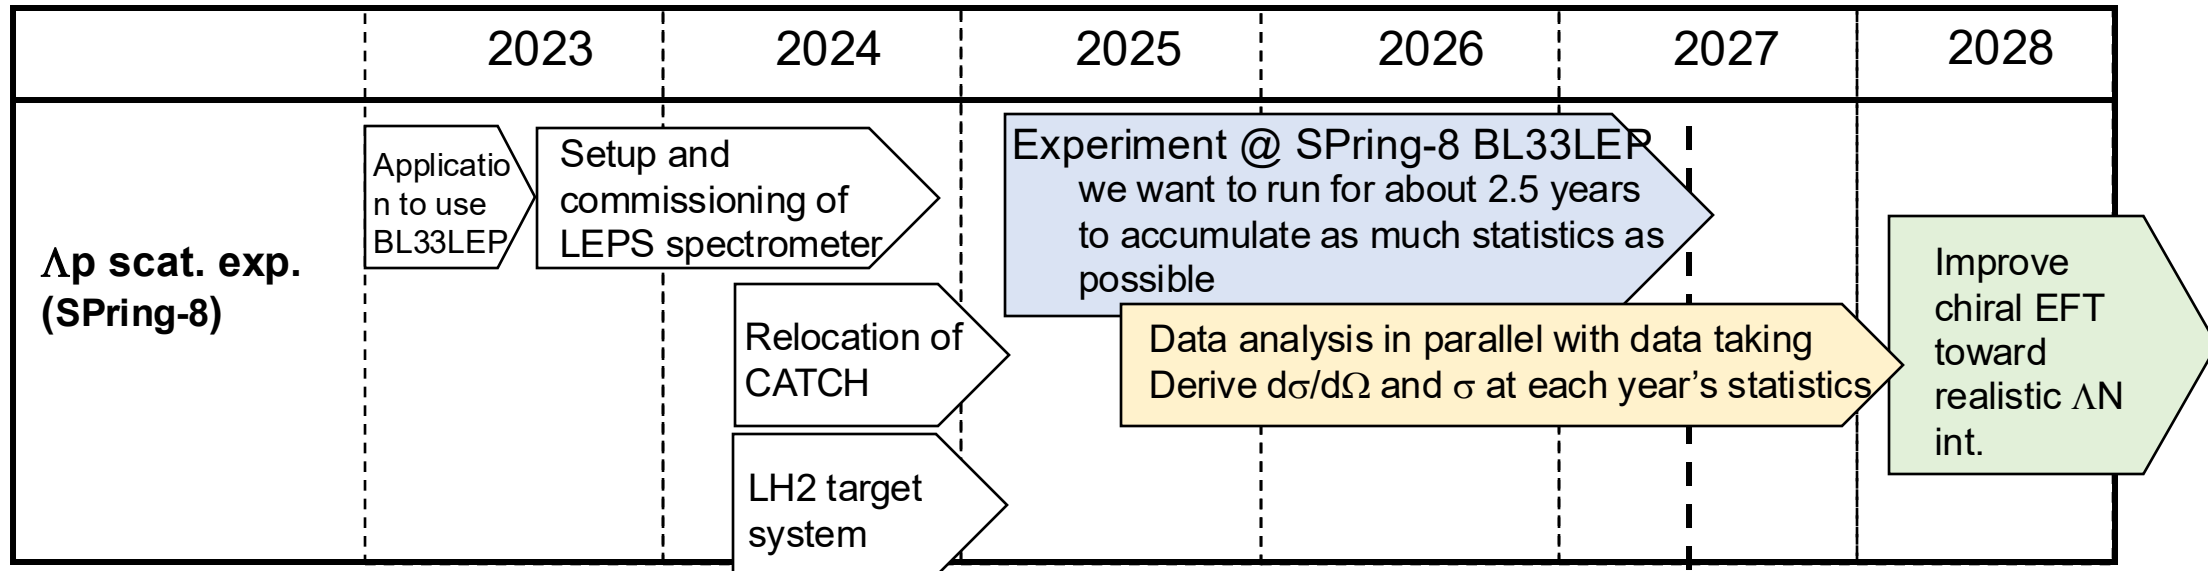 2023 2024 2025 2026 2027 2028
Λp scat. exp.
(SPring-8)
Applicatio
n to use
BL33LEP
Setup and
commissioning of
LEPS spectrometer
Relocation of
CATCH
LH2 target
system
Experiment @ SPring-8 BL33LEP
we want to run for about 2.5 years
to accumulate as much statistics as
possible
Data analysis in parallel with data taking
Derive dσ/dΩ and σ at each year’s statistics
Improve
chiral EFT
toward
realistic ΛN
int.